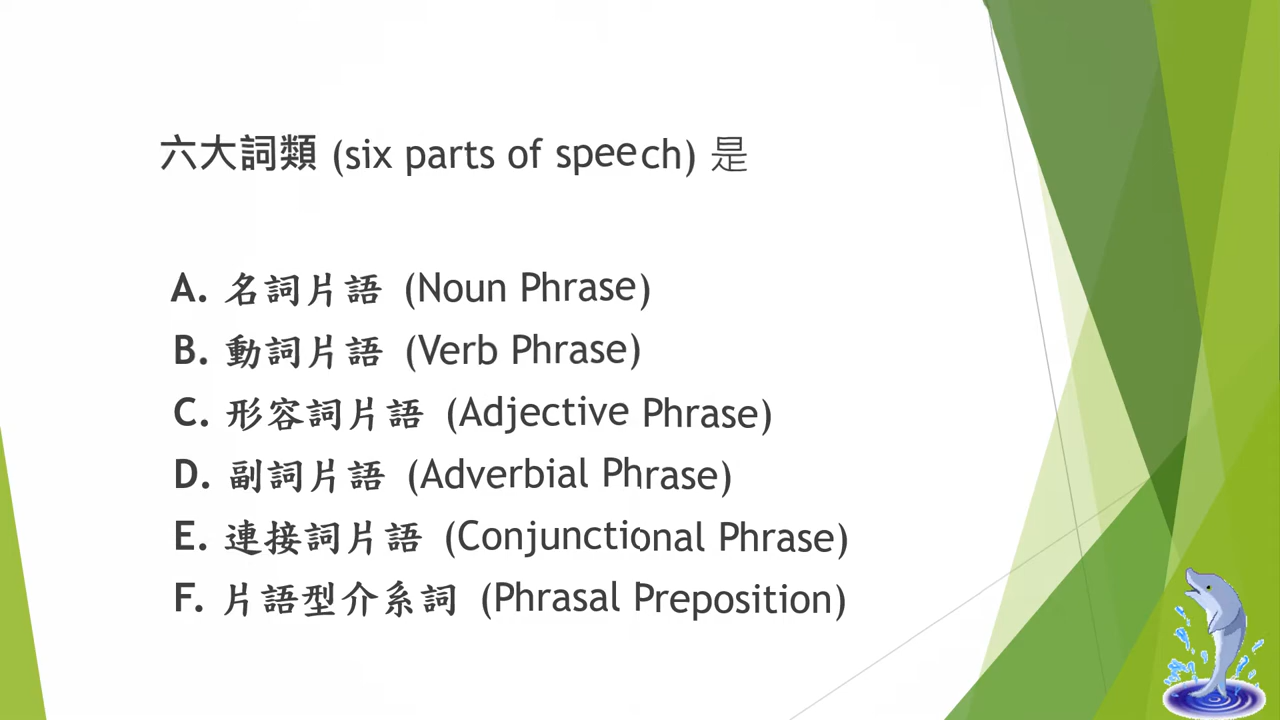 六大詞類 (six parts of speech) 是
A. 名詞片語 (Noun Phrase)
B. 動詞片語 (Verb Phrase)
C. 形容詞片語 (Adjective Phrase)
D. 副詞片語 (Adverbial Phrase)
E. 連接詞片語 (Conjunctional Phrase)
F. 片語型介系詞 (Phrasal Preposition)